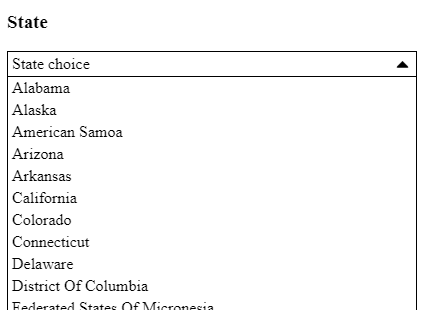 State
State choice
Alabama
Alaska
American Samoa
Arizona
Arkansas
California
Colorado
Connecticut
Delaware
District Of Columbia
Federated States Of Micronesia